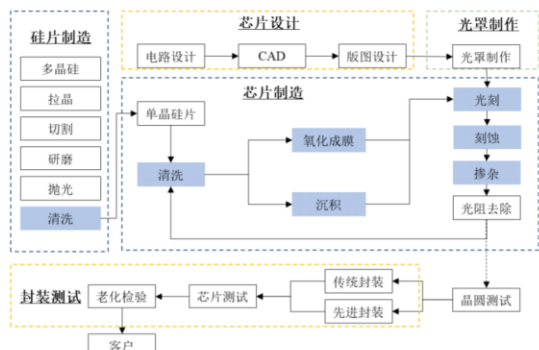 芯片设计
光罩制作
硅片制造
电路设计
CAD
版图设计
光罩制作
多晶硅
拉晶
切割
研磨
抛光
清洗
芯片制造
单晶硅片
清洗
氧化成膜
沉积
光刻
刻蚀
掺杂
光阻去除
封装测试
老化检验
芯片测试
传统封装
先进封装
晶圆测试
客户